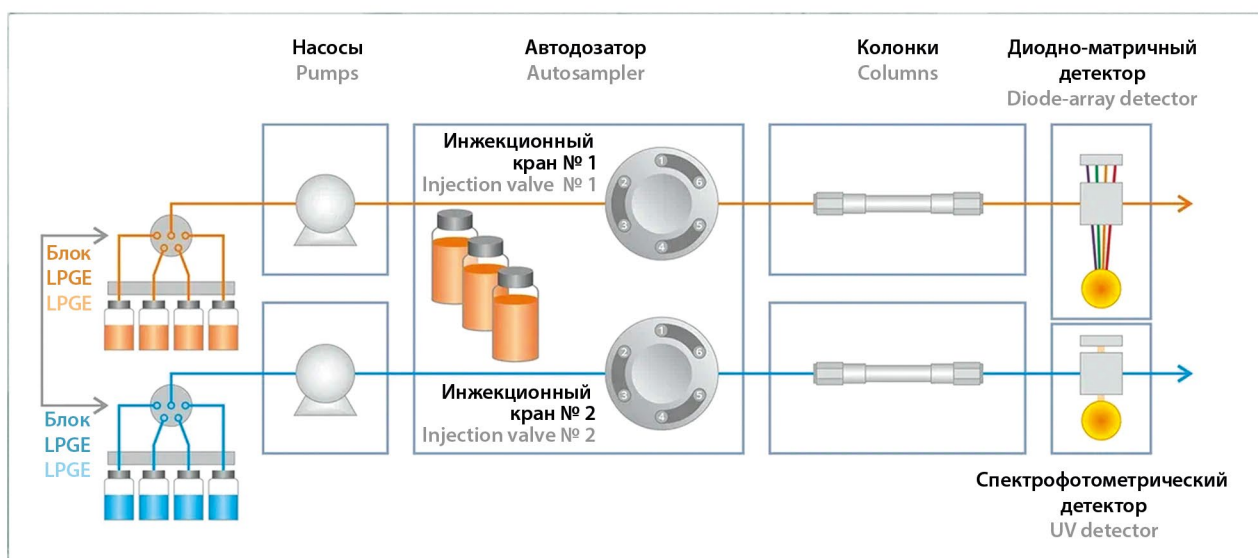 Насосы
Pumps
Автодозатор
Autosampler
Колонки
Columns
Диодно-матричный
детектор
Diode-array detector
Инжекционный
кран № 1
Injection valve № 1
1
2
3
4
5
6
Блок
LPGE
LPGE
1
2
3
4
5
6
Инжекционный
кран № 2
Injection valve № 2
Блок
LPGE
LPGE
Спектрофотометрический
детектор
UV detector